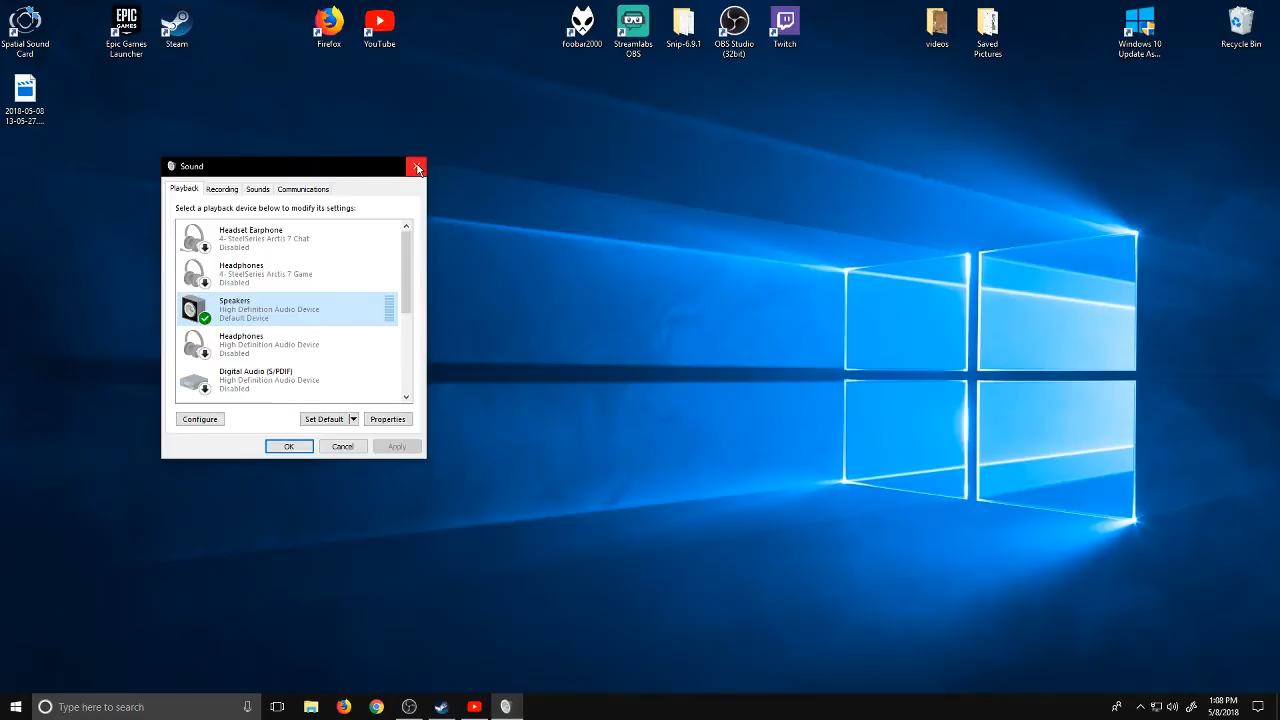 Spatial Sound
Card
EPIC
GAMES
Epic Games
Launcher
Steam
Firefox
YouTube
foobar2000
Streamlabs
OBS
Snip-6.9.1
OBS Studio
(32bit)
Twitch
videos
Saved
Pictures
Windows 10
Update As...
Recycle Bin
2018-05-08
13-05-27....
Sound
Playback
Recording
Sounds
Communications
Select a playback device below to modify its settings:
Headset Earphone
4- SteelSeries Arctis 7 Chat
Disabled
Headphones
4- SteelSeries Arctis 7 Game
Disabled
Speakers
High Definition Audio Device
Default Device
Headphones
High Definition Audio Device
Disabled
Digital Audio (S/PDIF)
High Definition Audio Device
Disabled
Configure
Set Default
Properties
OK
Cancel
Apply
Type here to search
1:08 PM
5/8/2018